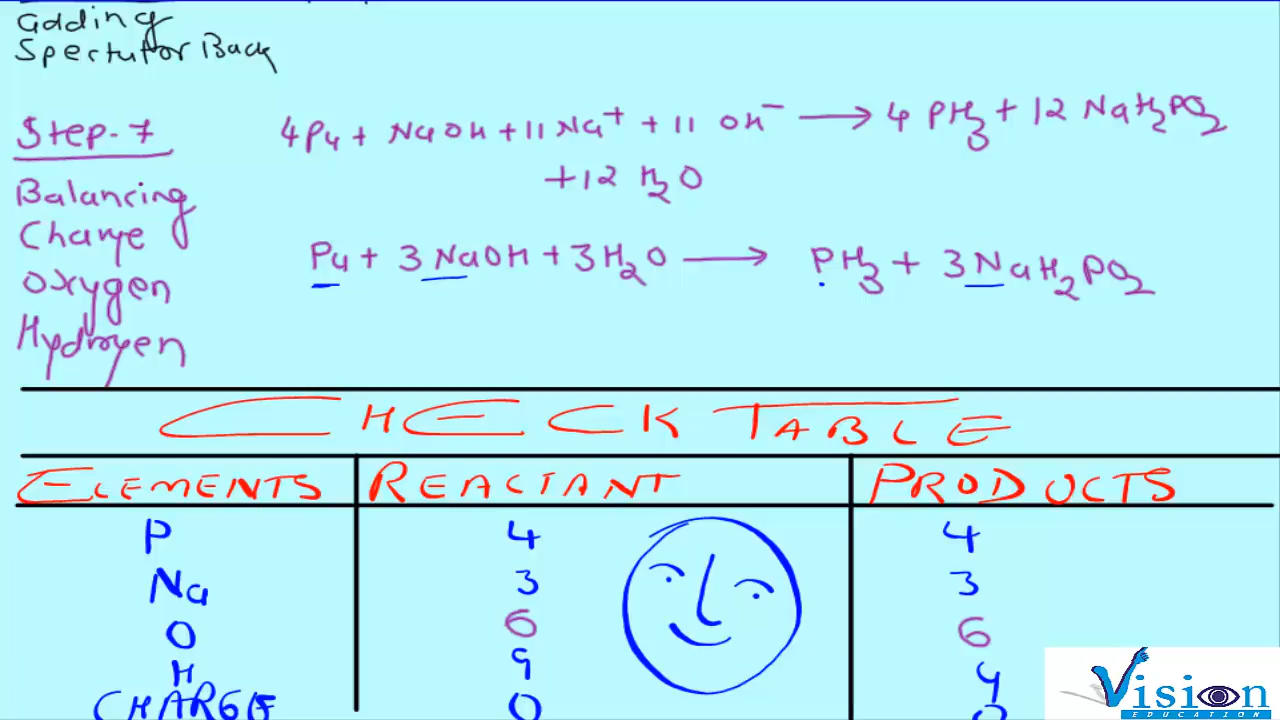 Adding
Spectutor Back
Step-7
4P4 + NaOH + 11 Na⁺ + 11 OH⁻ → 4 PH₃ + 12 NaH₂PO₂
+12 H₂O
Balancing
Charge
Oxygen
Hydrogen
P4 + 3 NaOH + 3H₂O → PH₃ + 3 NaH₂PO₂
CHECK TABLE
ELEMENTS REACTANT PRODUCTS
P 4 4
Na 3 3
O 6 6
H 9 9
CHARGE 0 0
Vision
EDUCATION